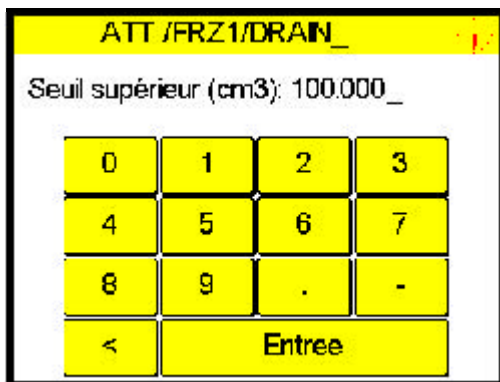 ATT /FRZ1/DRAIN_
Seuil supérieur (cm3): 100.000_
0 1 2 3
4 5 6 7
8 9 . -
< Entree